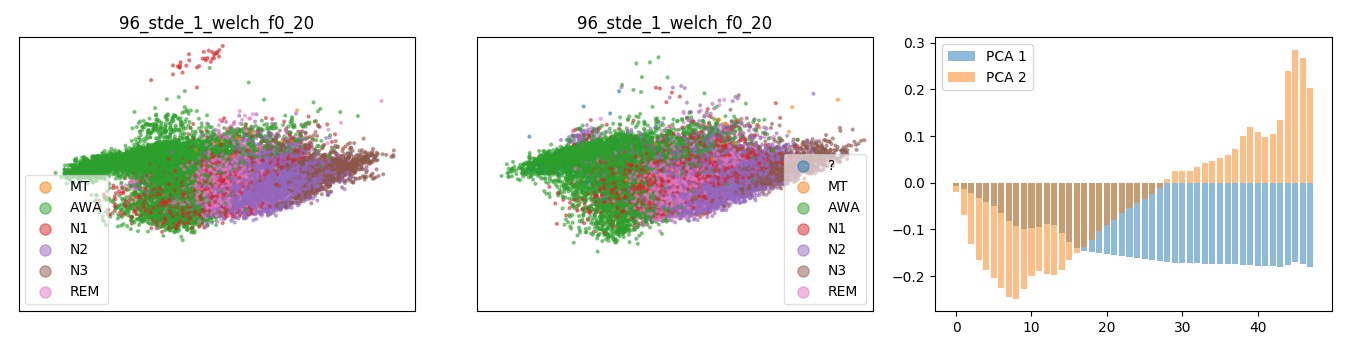 96_stde_1_welch_f0_20
MT
AWA
N1
N2
N3
REM
96_stde_1_welch_f0_20
?
MT
AWA
N1
N2
N3
REM
PCA 1
PCA 2
0.3
0.2
0.1
0.0
−0.1
−0.2
0 10 20 30 40